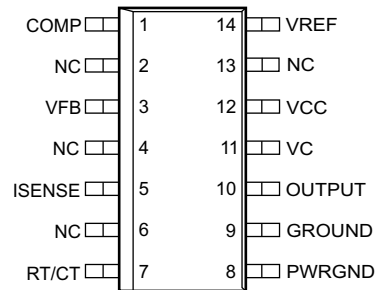 COMP 1 14 VREF
NC 2 13 NC
VFB 3 12 VCC
NC 4 11 VC
ISENSE 5 10 OUTPUT
NC 6 9 GROUND
RT/CT 7 8 PWRGND